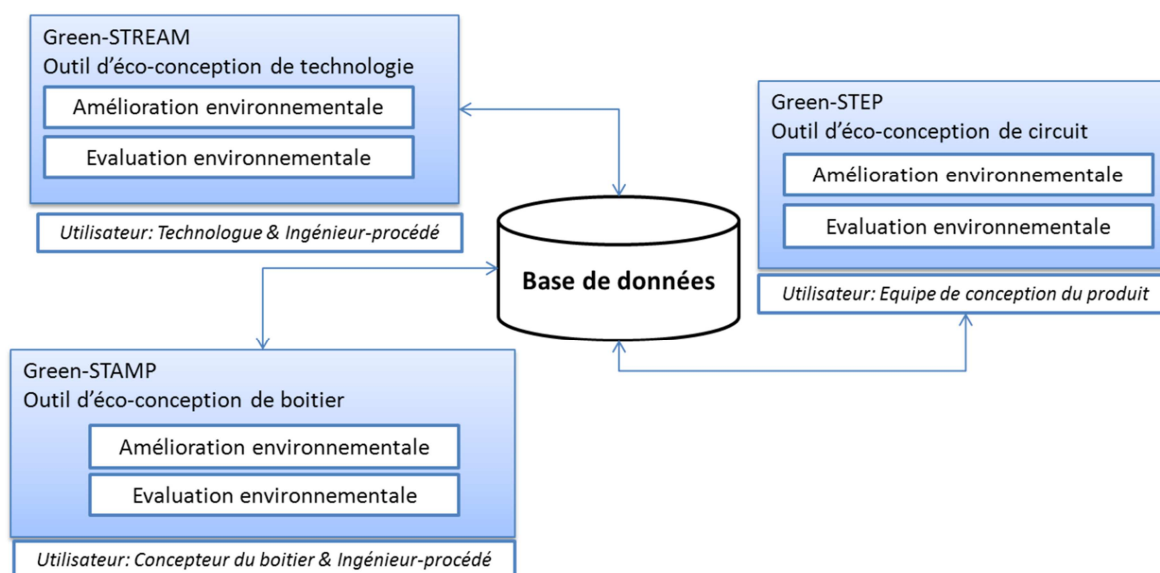 Green-STREAM
Outil d'éco-conception de technologie
Amélioration environnementale
Evaluation environnementale
Utilisateur: Technologue & Ingénieur-procédé
Green-STEP
Outil d'éco-conception de circuit
Amélioration environnementale
Evaluation environnementale
Utilisateur: Equipe de conception du produit
Base de données
Green-STAMP
Outil d'éco-conception de boitier
Amélioration environnementale
Evaluation environnementale
Utilisateur: Concepteur du boitier & Ingénieur-procédé